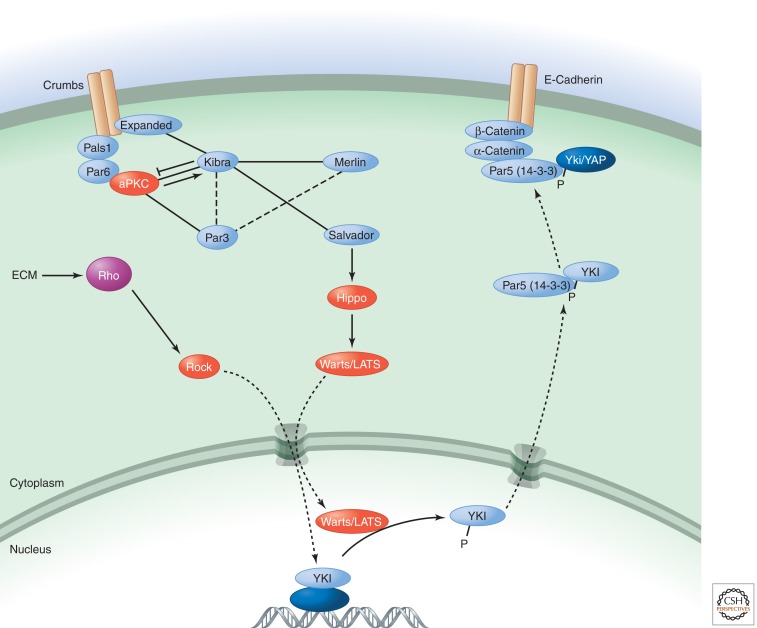 Crumbs
E-Cadherin
Expanded
β-Catenin
Pals1
α-Catenin
Kibra
Merlin
Yki/YAP
Par6
Par5 (14-3-3)
aPKC
P
Par3
Salvador
ECM
Rho
YKI
Par5 (14-3-3)
P
Hippo
Rock
Warts/LATS
Cytoplasm
Warts/LATS
YKI
P
Nucleus
YKI
CSH
PERSPECTIVES